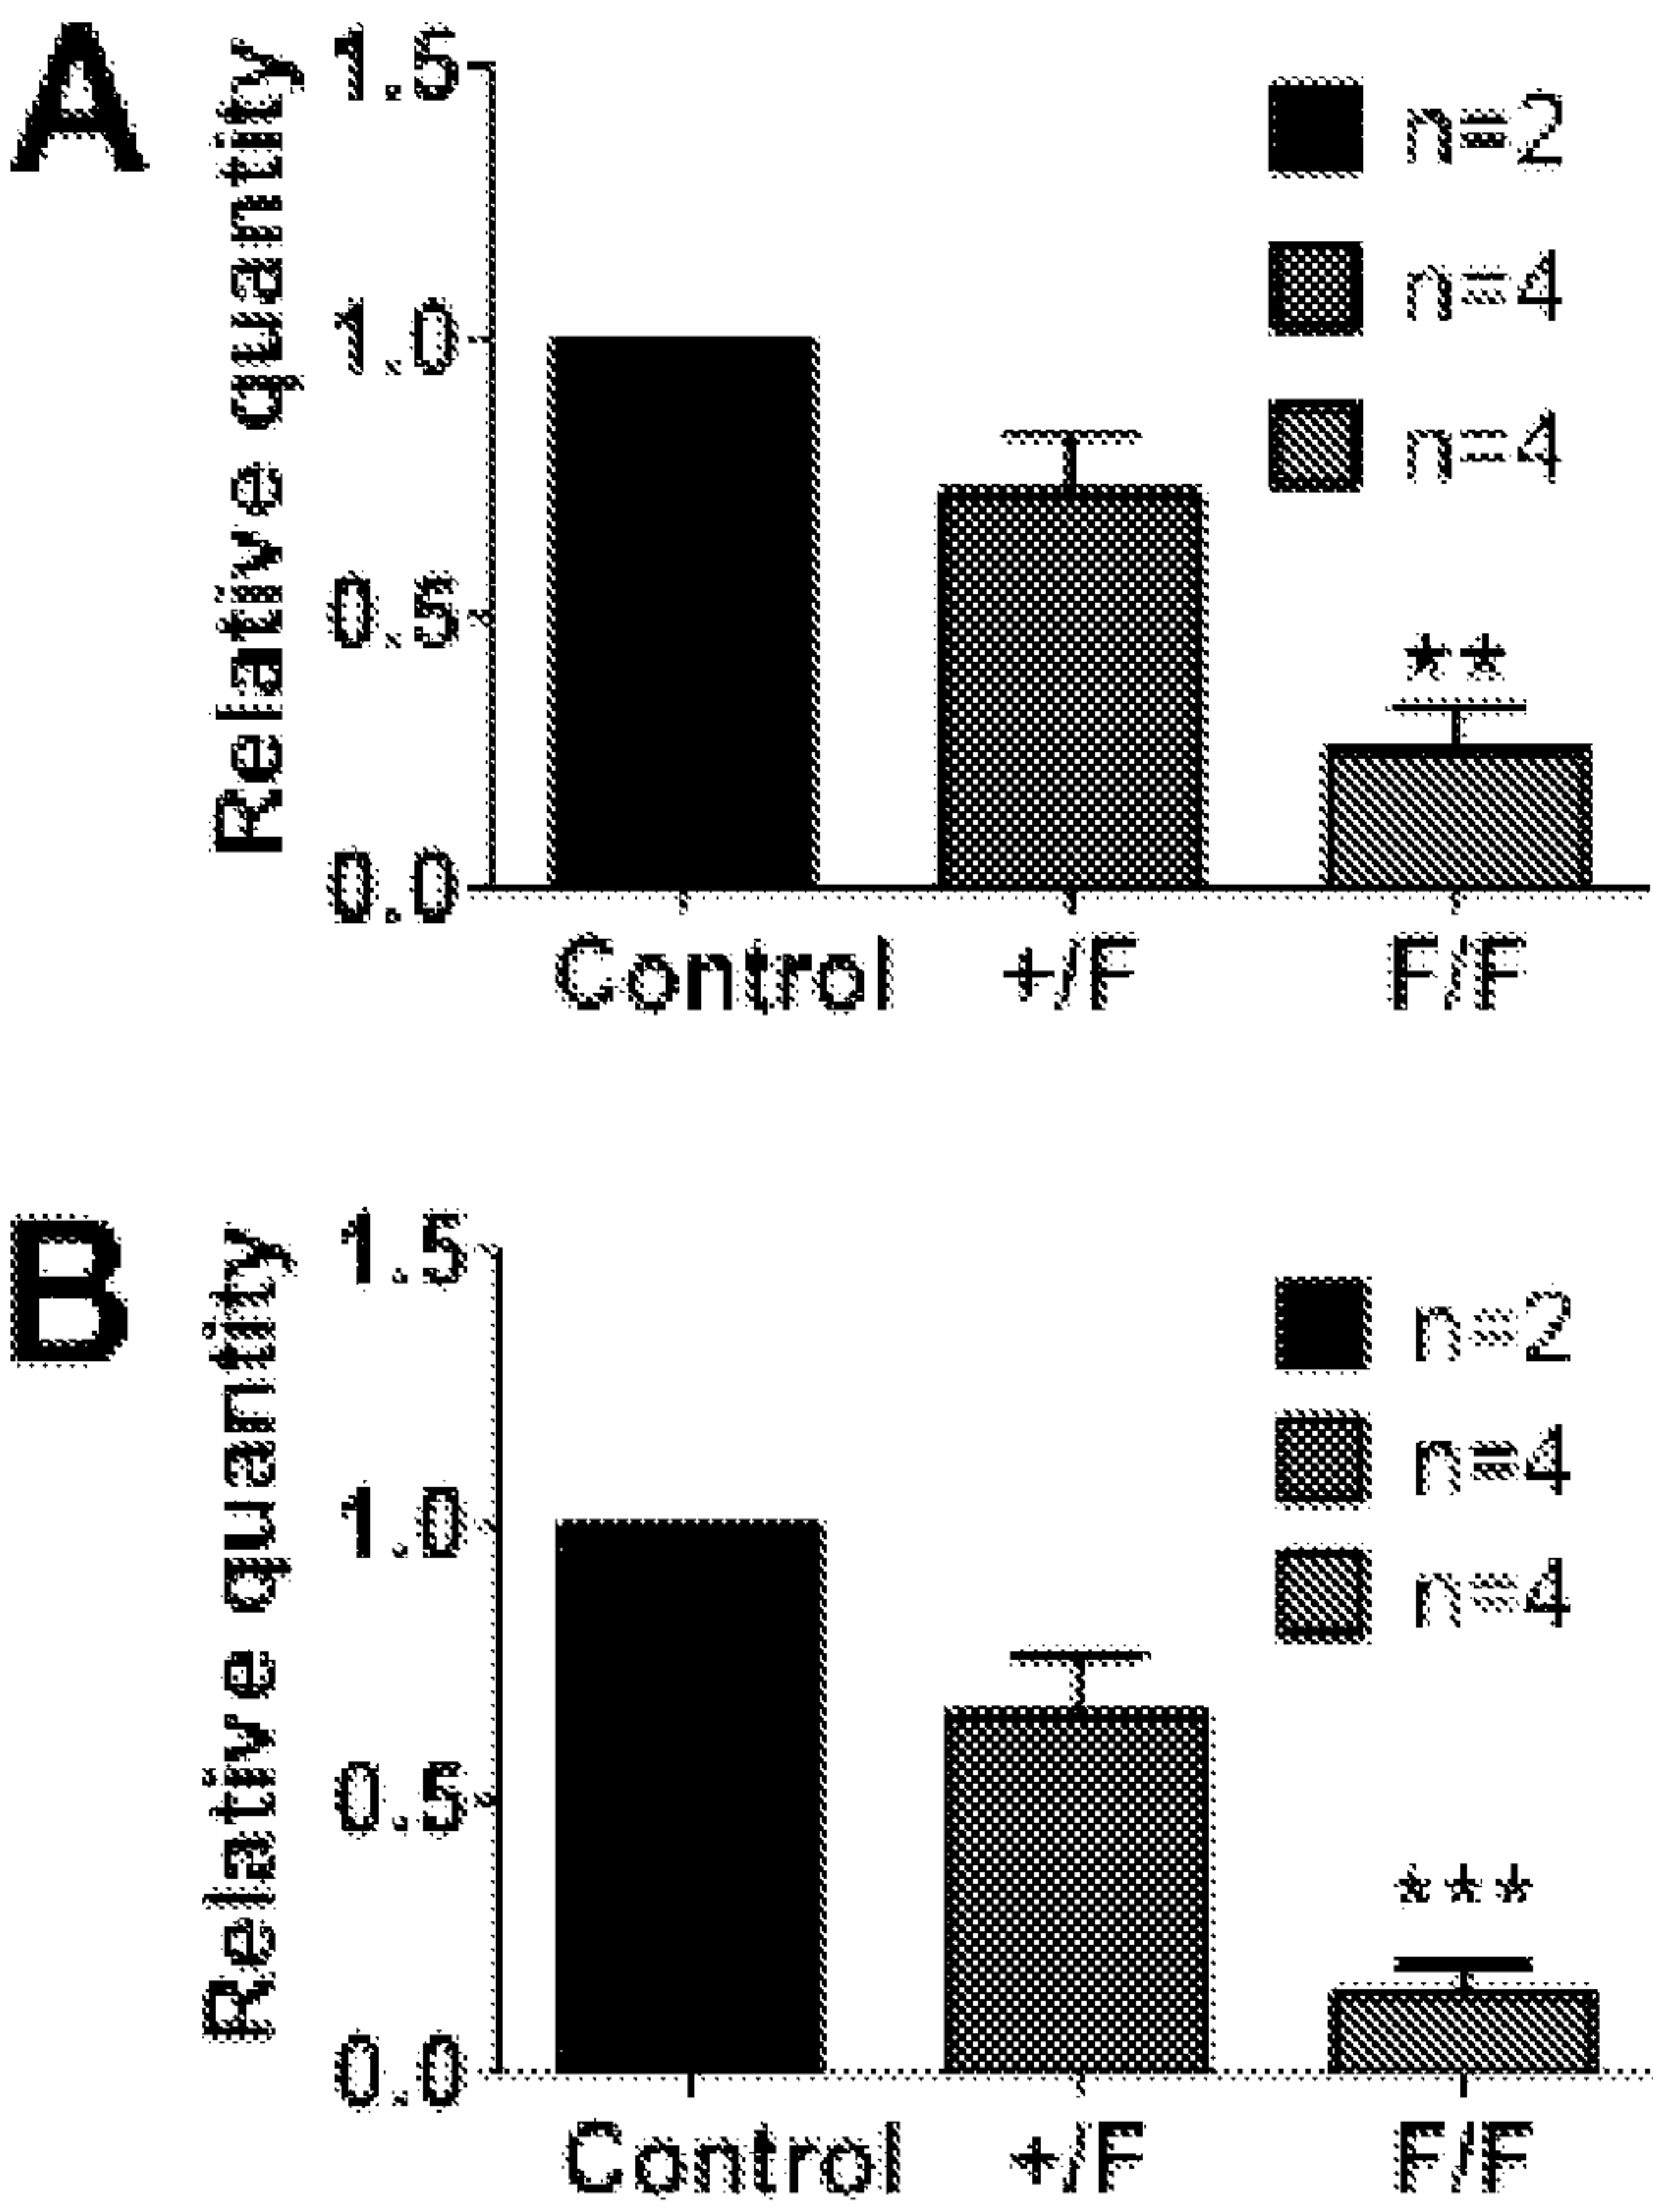 A
Relative quantity
1.5
1.0
0.5
0.0
n=2
n=4
n=4
**
Control +/F F/F
B
Relative quantity
1.5
1.0
0.5
0.0
n=2
n=4
n=4
***
Control +/F F/F